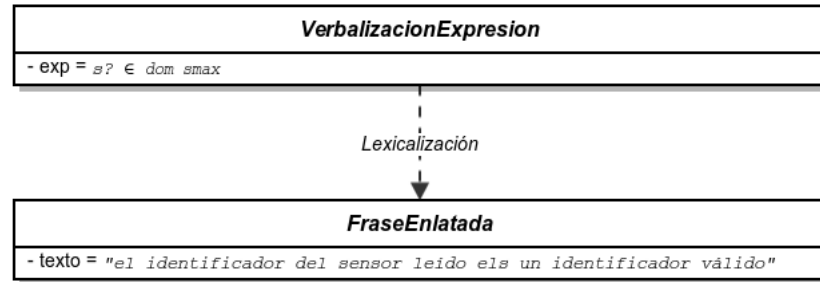 VerbalizacionExpresion
- exp = s? ∈ dom smax
Lexicalización
FraseEnlatada
- texto = "el identificador del sensor leido els un identificador válido"